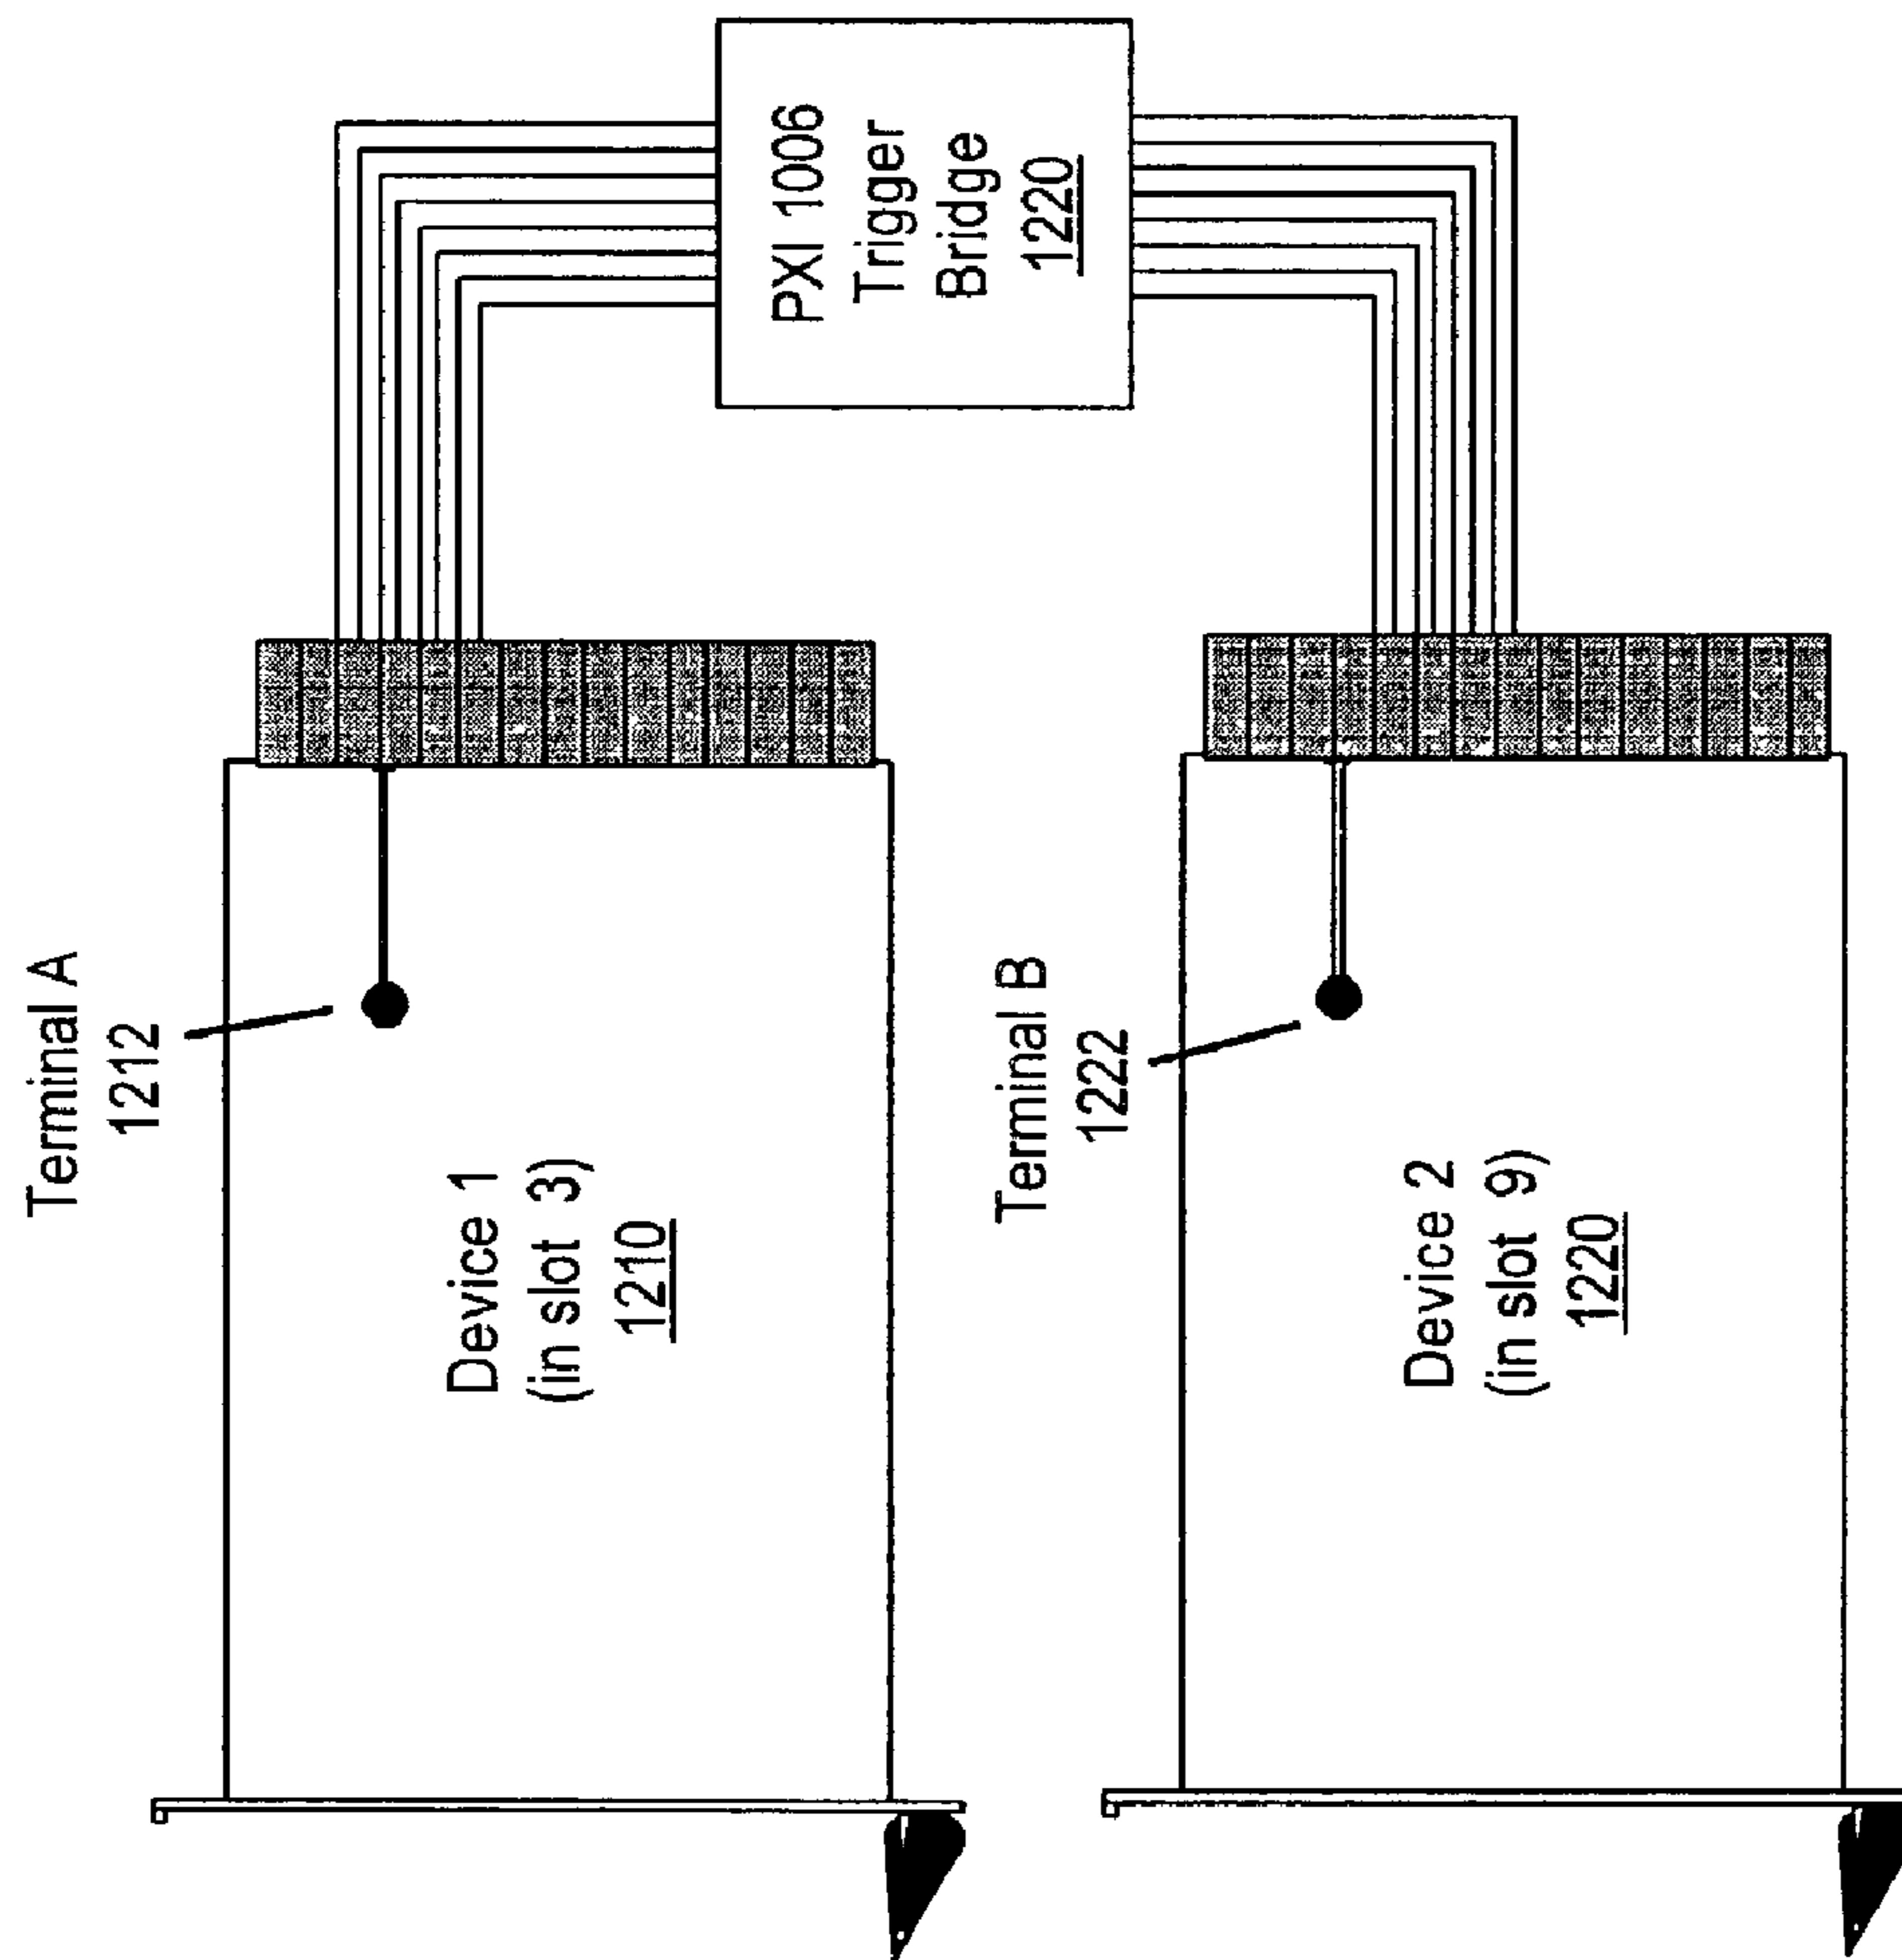 Terminal A
1212
Device 1
(in slot 3)
1210
PXI 1006
Trigger
Bridge
1220
Terminal B
1222
Device 2
(in slot 9)
1220